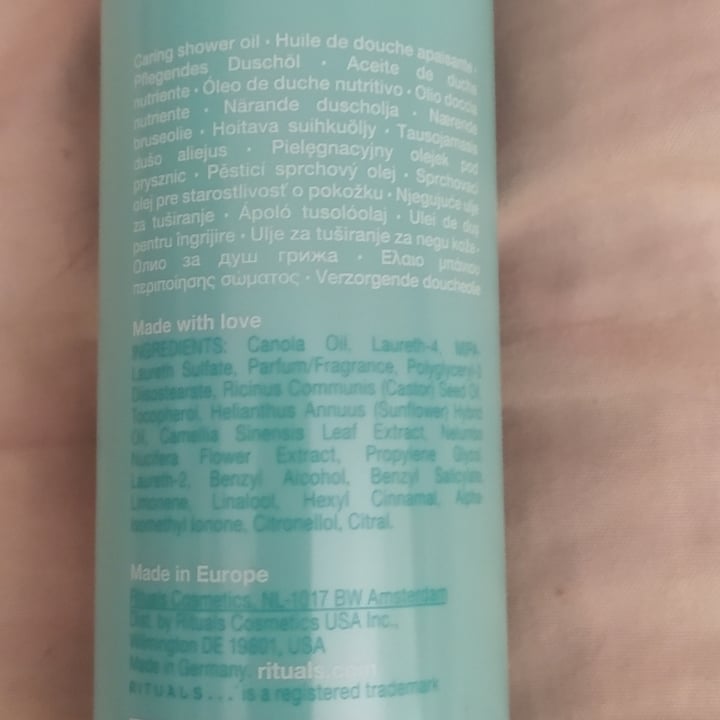 Caring shower oil · Huile de douche apaisante ·
Pflegendes Duschöl · Aceite de ducha
nutriente · Óleo de duche nutritivo · Olio doccia
nutriente · Närande duscholja · Nærende
bruseolie · Hoitava suihkuöljy · Tausojamasis
dušo aliejus · Pielęgnacyjny olejek pod
prysznic · Pěsticí sprchový olej · Sprchovací
olej pre starostlivosť o pokožku · Njegujuće ulje
za tuširanje · Ápoló tusolóolaj · Ulei de duș
pentru îngrijire · Ulje za tuširanje za negu kože ·
Олио за душ грижа · Ελαιο μπάνιου
περιποίησης σώματος · Verzorgende doucheolie
Made with love
INGREDIENTS: Canola Oil, Laureth-4, MIPA-
Laureth Sulfate, Parfum/Fragrance, Polyglyceryl-3
Diisostearate, Ricinus Communis (Castor) Seed Oil,
Tocopherol, Helianthus Annuus (Sunflower) Hybrid
Oil, Camellia Sinensis Leaf Extract, Nelumbo
Nucifera Flower Extract, Propylene Glycol,
Laureth-2, Benzyl Alcohol, Benzyl Salicylate,
Limonene, Linalool, Hexyl Cinnamal, Alpha-
Isomethyl Ionone, Citronellol, Citral.
Made in Europe
Rituals Cosmetics, NL-1017 BW Amsterdam
Dist. by Rituals Cosmetics USA Inc.,
Wilmington DE 19801, USA
Made in Germany. rituals.com
RITUALS... is a registered trademark